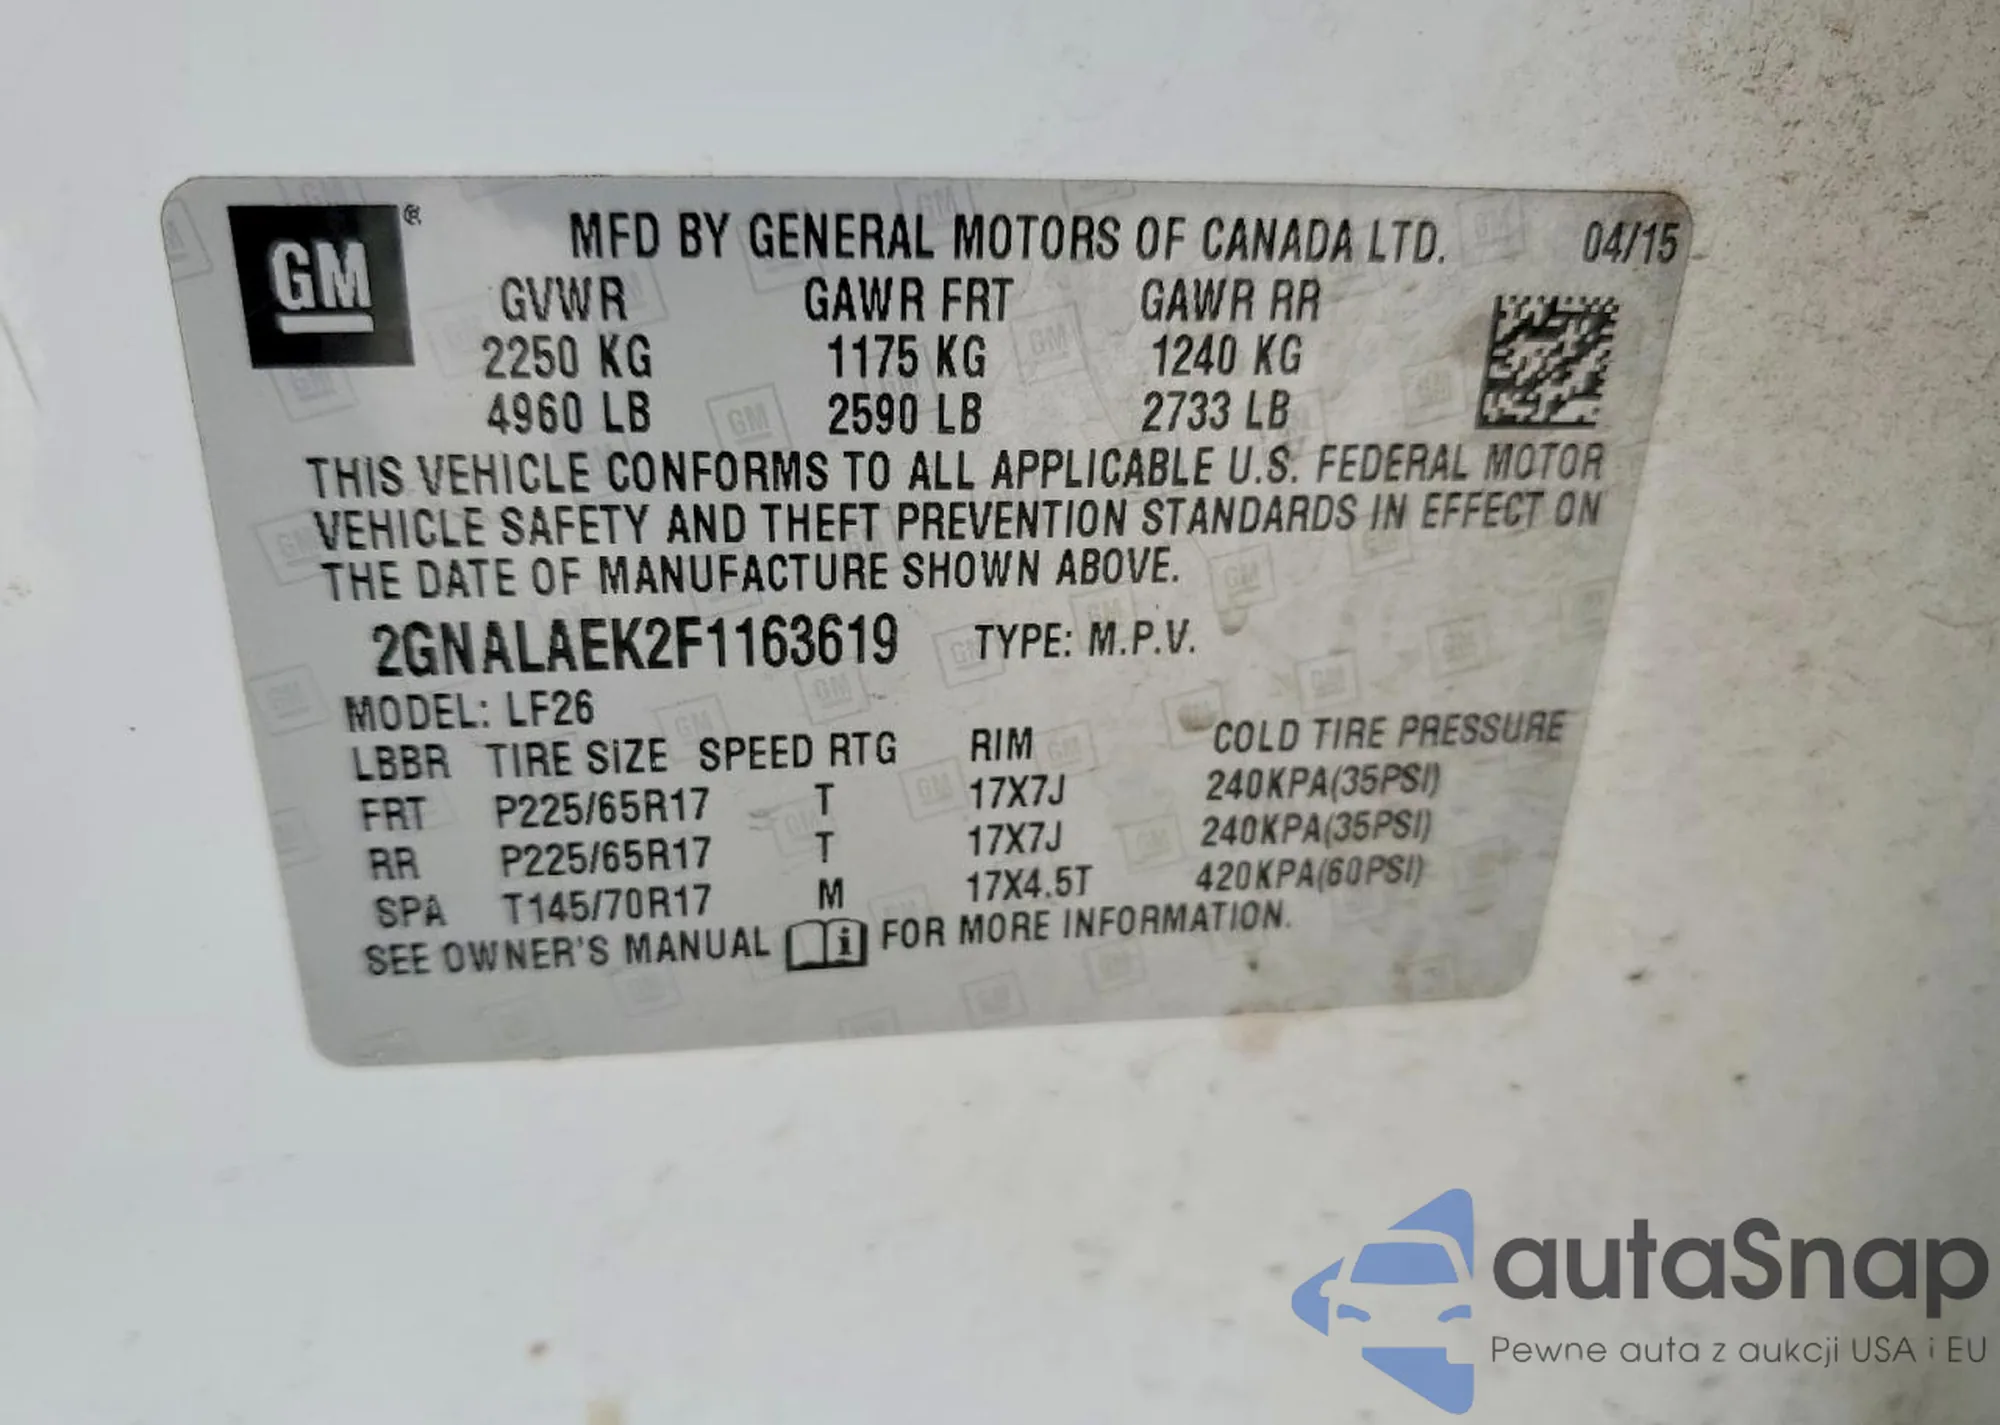 GM ®
MFD BY GENERAL MOTORS OF CANADA LTD. 04/15
GVWR GAWR FRT GAWR RR
2250 KG 1175 KG 1240 KG
4960 LB 2590 LB 2733 LB
THIS VEHICLE CONFORMS TO ALL APPLICABLE U.S. FEDERAL MOTOR
VEHICLE SAFETY AND THEFT PREVENTION STANDARDS IN EFFECT ON
THE DATE OF MANUFACTURE SHOWN ABOVE.
2GNALAEK2F1163619 TYPE: M.P.V.
MODEL: LF26
LBBR TIRE SIZE SPEED RTG RIM COLD TIRE PRESSURE
FRT P225/65R17 T 17X7J 240KPA(35PSI)
RR P225/65R17 T 17X7J 240KPA(35PSI)
SPA T145/70R17 M 17X4.5T 420KPA(60PSI)
SEE OWNER'S MANUAL i FOR MORE INFORMATION.
autaSnap
Pewne auta z aukcji USA i EU